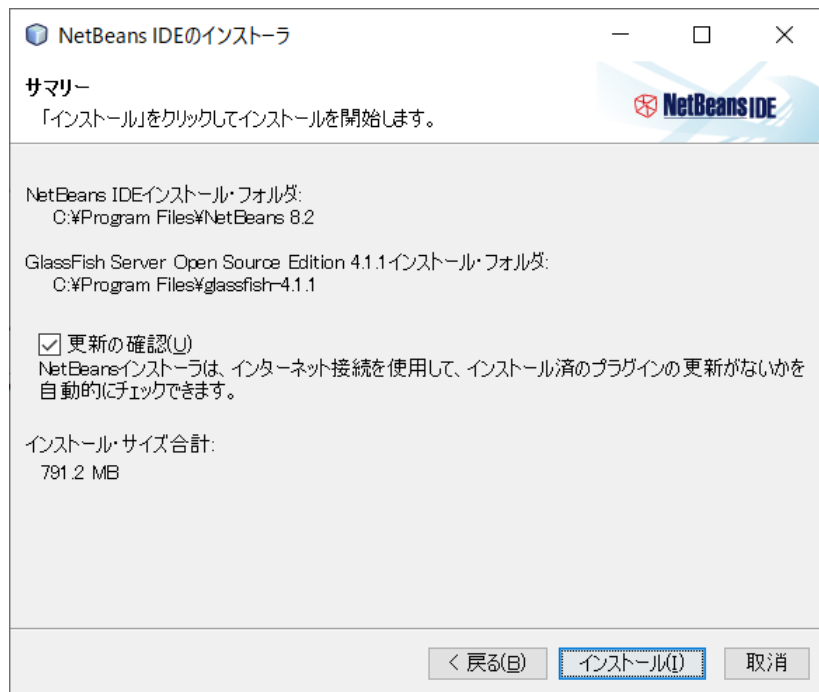 NetBeans IDEのインストーラ
サマリー
「インストール」をクリックしてインストールを開始します。
NetBeans IDE
NetBeans IDEインストール・フォルダ:
C:¥Program Files¥NetBeans 8.2
GlassFish Server Open Source Edition 4.1.1インストール・フォルダ:
C:¥Program Files¥glassfish-4.1.1
更新の確認(U)
NetBeansインストーラは、インターネット接続を使用して、インストール済のプラグインの更新がないかを
自動的にチェックできます。
インストール・サイズ合計:
791.2 MB
< 戻る(B)
インストール(I)
取消